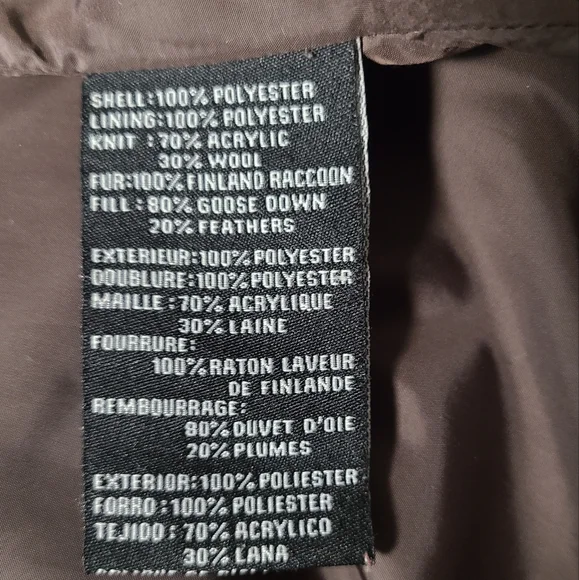 SHELL:100% POLYESTER
LINING:100% POLYESTER
KNIT : 70% ACRYLIC
30% WOOL
FUR:100% FINLAND RACCOON
FILL : 80% GOOSE DOWN
20% FEATHERS
EXTERIEUR:100% POLYESTER
DOUBLURE:100% POLYESTER
MAILLE : 70% ACRYLIQUE
30% LAINE
FOURRURE:
100% RATON LAVEUR
DE FINLANDE
REMBOURRAGE:
80% DUVET D'OIE
20% PLUMES
EXTERIOR:100% POLIESTER
FORRO:100% POLIESTER
TEJIDO : 70% ACRYLICO
30% LANA